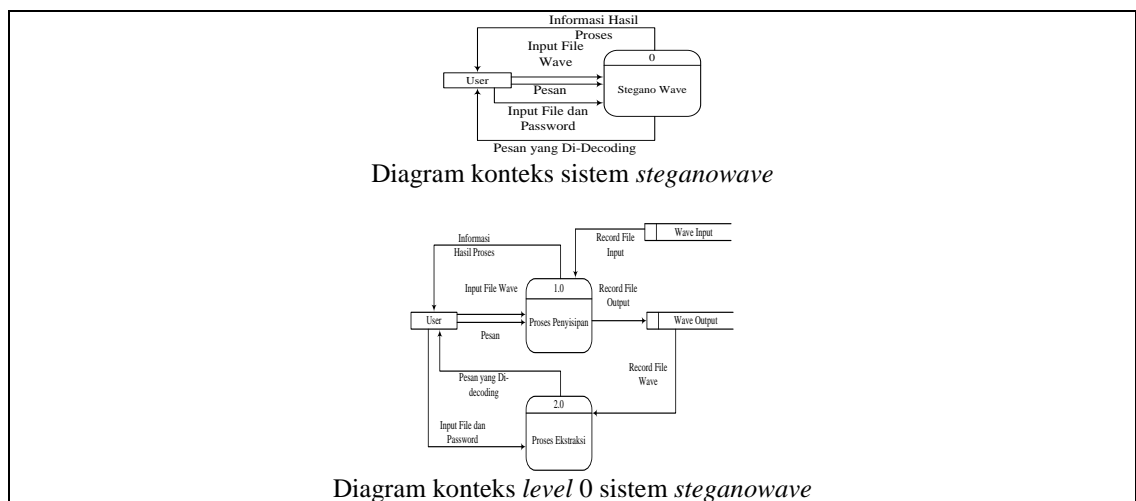 Informasi Hasil
Proses
Input File
Wave
0
User
Stegano Wave
Pesan
Input File dan
Password
Pesan yang Di-Decoding
Diagram konteks sistem steganowave
Wave Input
Informasi
Hasil Proses
Record File
Input
Input File Wave
1.0
Record File
Output
User
Proses Penyisipan
Wave Output
Pesan
Record File
Wave
Pesan yang Di-
decoding
2.0
Input File dan
Password
Proses Ekstraksi
Diagram konteks level 0 sistem steganowave